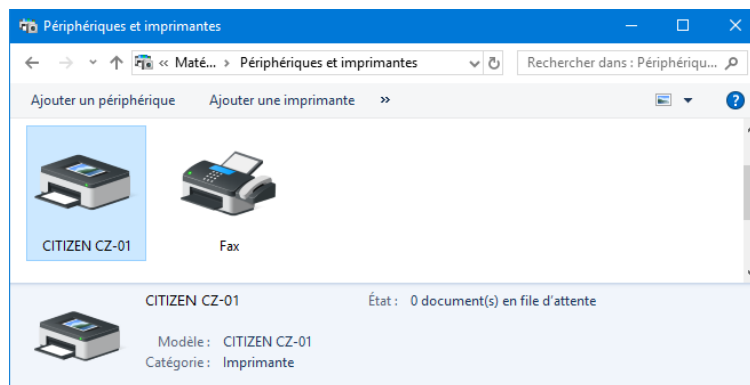 Périphériques et imprimantes
« Maté... › Périphériques et imprimantes
Rechercher dans : Périphériqu...
Ajouter un périphérique Ajouter une imprimante »
CITIZEN CZ-01 Fax
CITIZEN CZ-01 État : 0 document(s) en file d'attente
Modèle : CITIZEN CZ-01
Catégorie : Imprimante